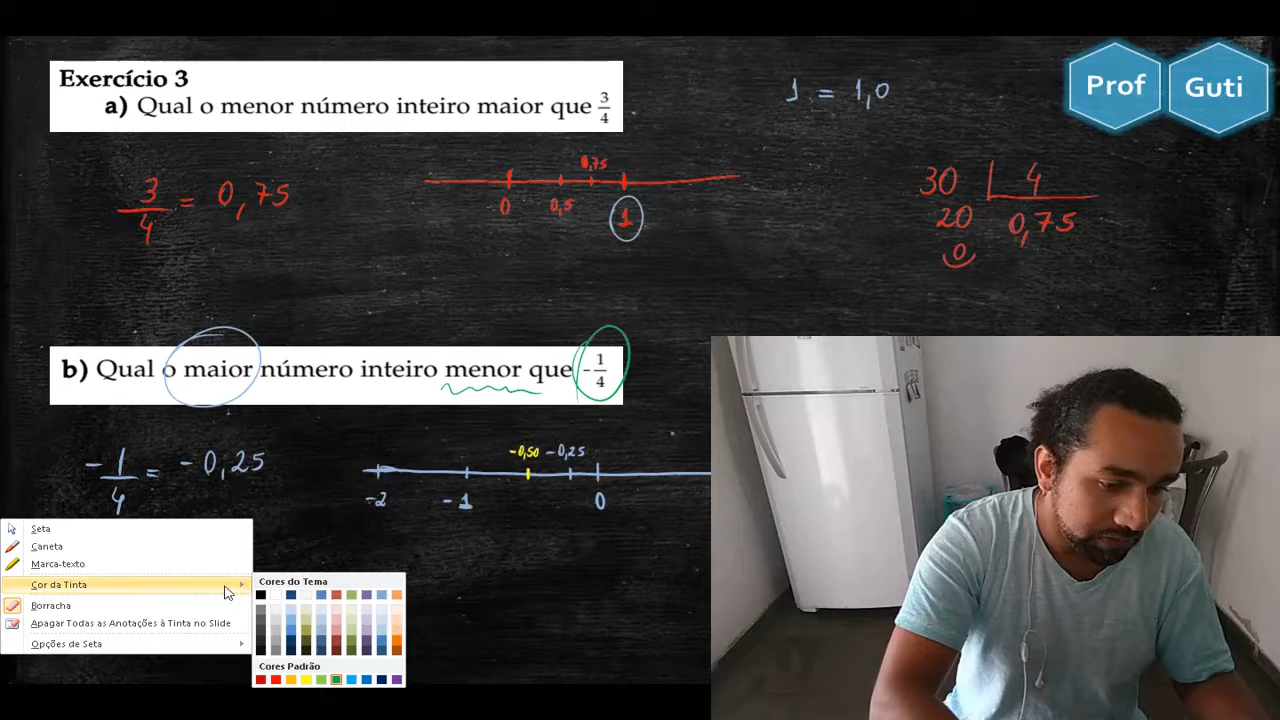 Exercício 3
a) Qual o menor número inteiro maior que 3/4
1 = 1,0
Prof Guti
3/4 = 0,75
0,75
0 0,5 1
30 | 4
20 0,75
0
b) Qual o maior número inteiro menor que -1/4
-1/4 = -0,25
-0,50 -0,25
-2 -1 0
Seta
Caneta
Marca-texto
Cor da Tinta
Borracha
Apagar Todas as Anotações à Tinta no Slide
Opções de Seta
Cores do Tema
Cores Padrão